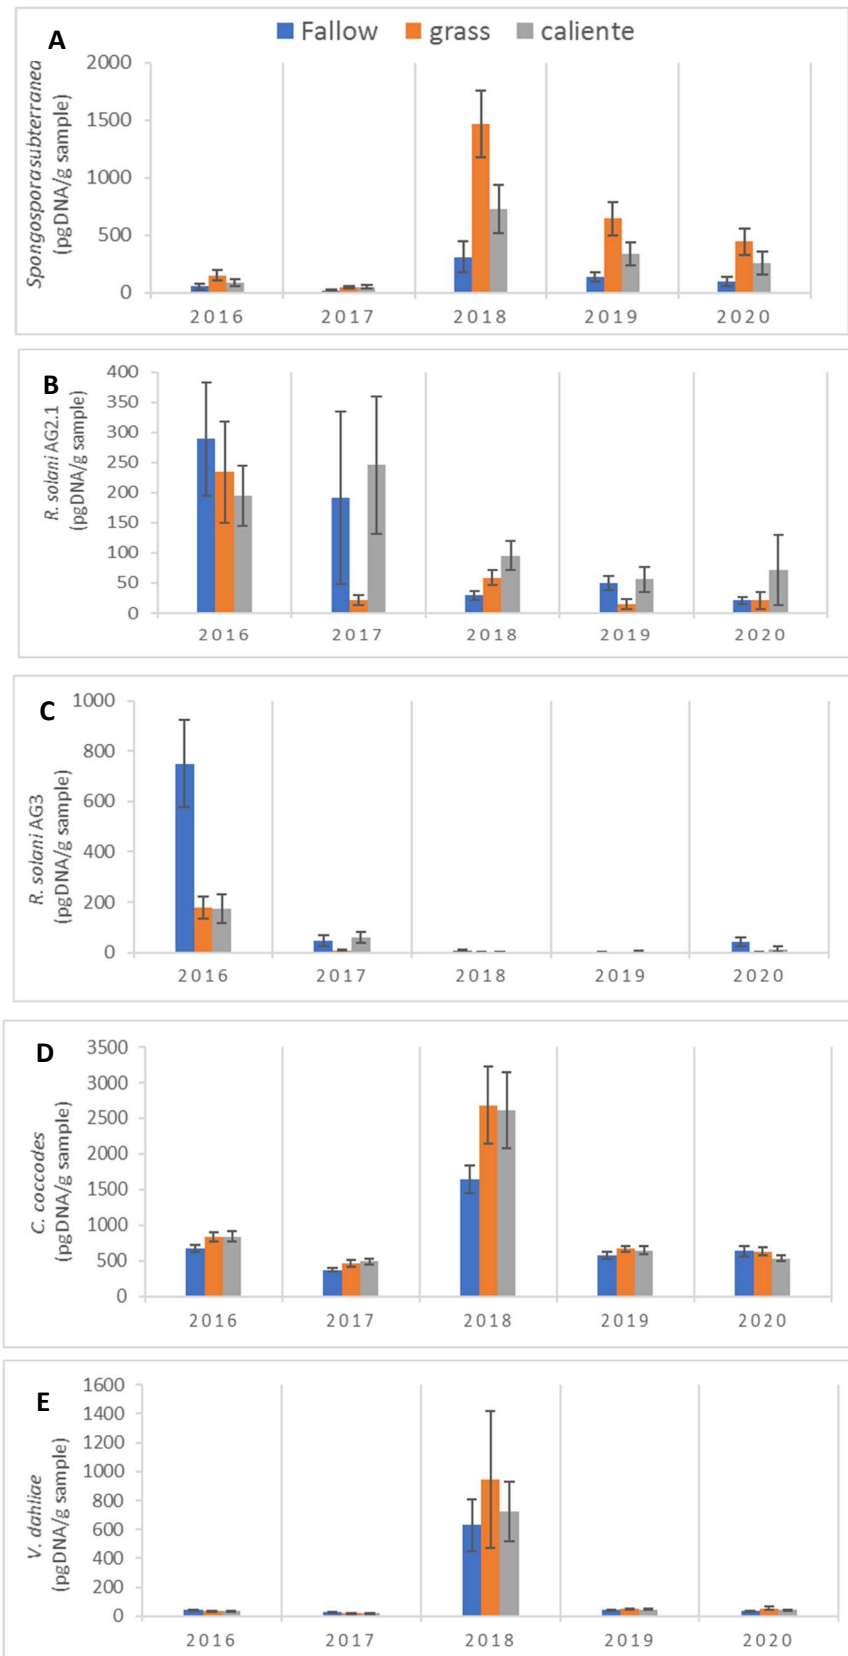 A
Fallow grass caliente
Spongospora subterranea
(pgDNA/g sample)
2000
1500
1000
500
0
2016 2017 2018 2019 2020
B
R. solani AG2.1
(pgDNA/g sample)
400
350
300
250
200
150
100
50
0
2016 2017 2018 2019 2020
C
R. solani AG3
(pgDNA/g sample)
1000
800
600
400
200
0
2016 2017 2018 2019 2020
D
C. coccodes
(pgDNA/g sample)
3500
3000
2500
2000
1500
1000
500
0
2016 2017 2018 2019 2020
E
V. dahliae
(pgDNA/g sample)
1600
1400
1200
1000
800
600
400
200
0
2016 2017 2018 2019 2020